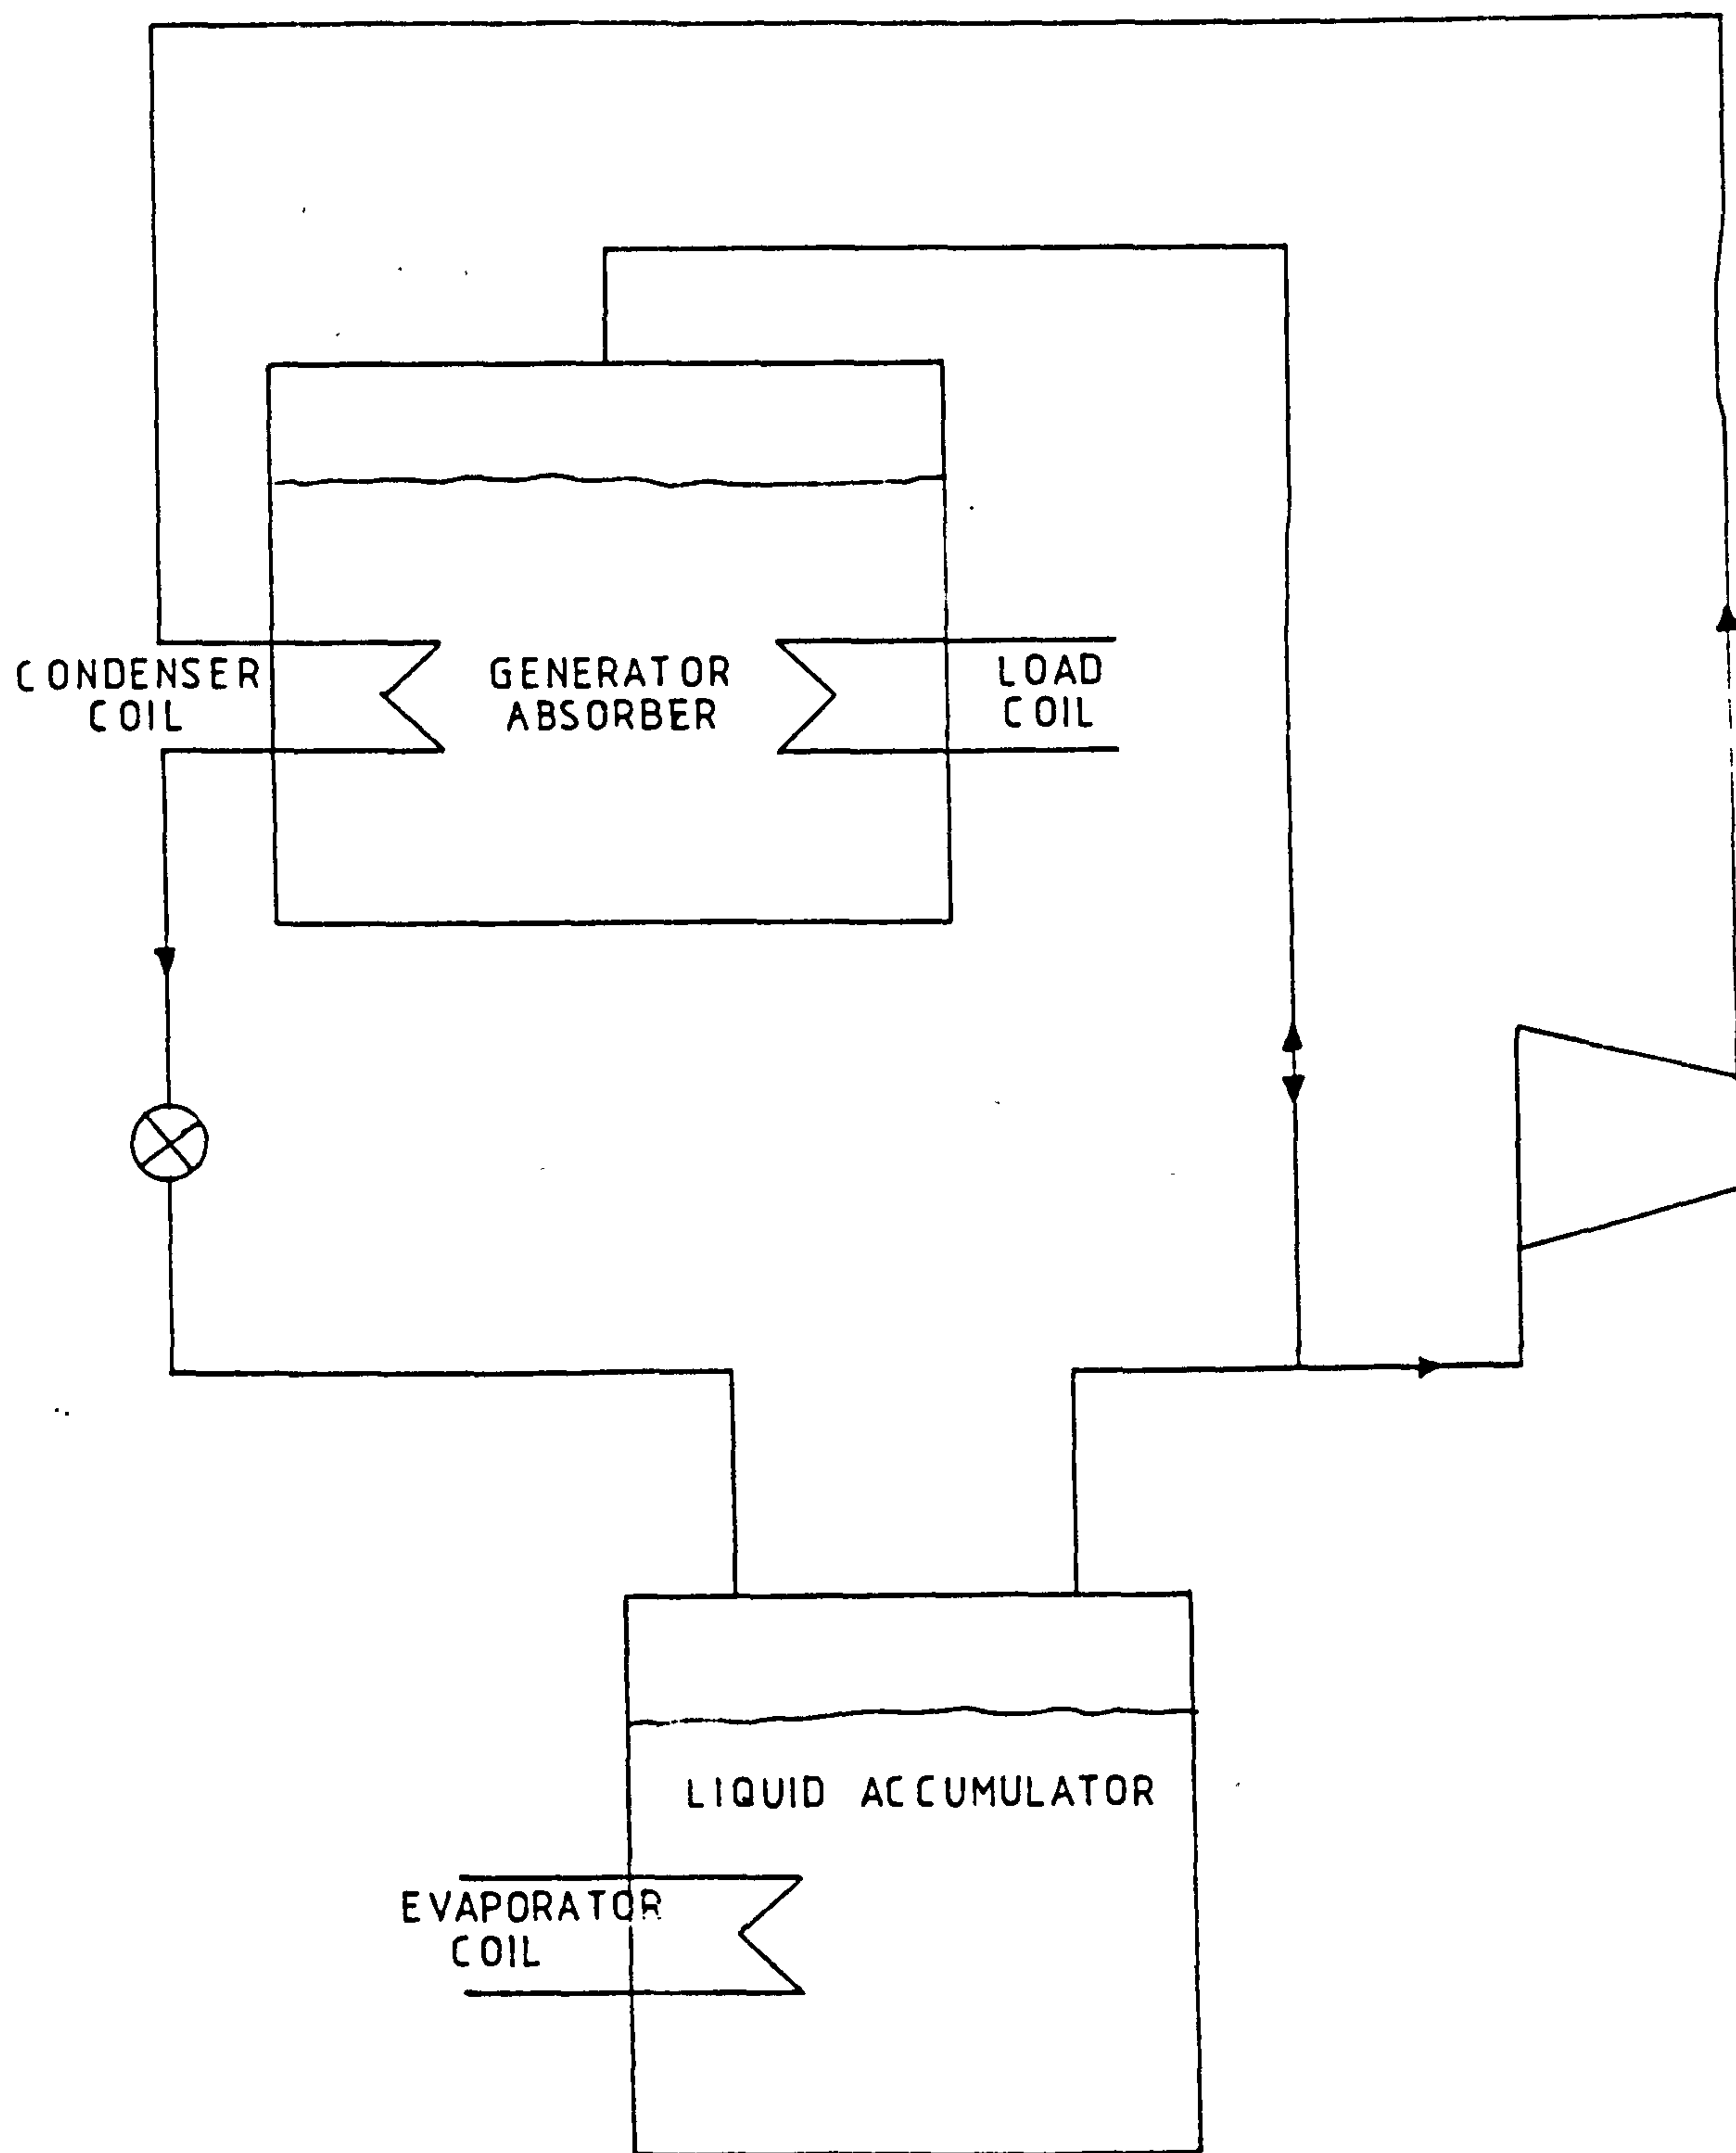 CONDENSER
COIL
GENERATOR
ABSORBER
LOAD
COIL
LIQUID ACCUMULATOR
EVAPORATOR
COIL